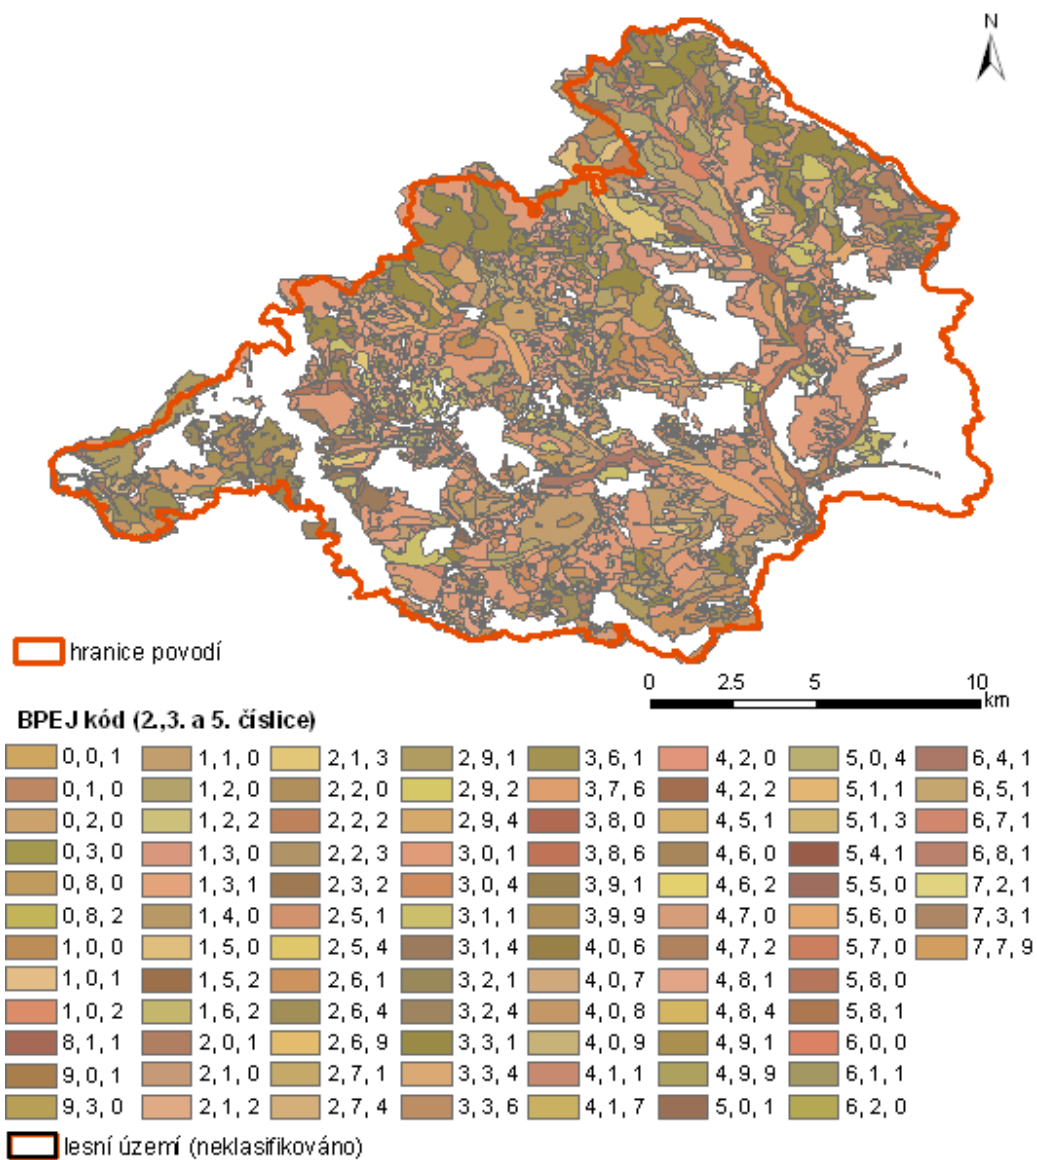 N
hranice povodí
0 2.5 5 10
km
BPEJ kód (2.,3. a 5. číslice)
0,0,1 1,1,0 2,1,3 2,9,1 3,6,1 4,2,0 5,0,4 6,4,1
0,1,0 1,2,0 2,2,0 2,9,2 3,7,6 4,2,2 5,1,1 6,5,1
0,2,0 1,2,2 2,2,2 2,9,4 3,8,0 4,5,1 5,1,3 6,7,1
0,3,0 1,3,0 2,2,3 3,0,1 3,8,6 4,6,0 5,4,1 6,8,1
0,8,0 1,3,1 2,3,2 3,0,4 3,9,1 4,6,2 5,5,0 7,2,1
0,8,2 1,4,0 2,5,1 3,1,1 3,9,9 4,7,0 5,6,0 7,3,1
1,0,0 1,5,0 2,5,4 3,1,4 4,0,6 4,7,2 5,7,0 7,7,9
1,0,1 1,5,2 2,6,1 3,2,1 4,0,7 4,8,1 5,8,0
1,0,2 1,6,2 2,6,4 3,2,4 4,0,8 4,8,4 5,8,1
8,1,1 2,0,1 2,6,9 3,3,1 4,0,9 4,9,1 6,0,0
9,0,1 2,1,0 2,7,1 3,3,4 4,1,1 4,9,9 6,1,1
9,3,0 2,1,2 2,7,4 3,3,6 4,1,7 5,0,1 6,2,0
lesní území (neklasifikováno)